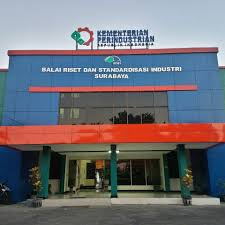 KEMENTERIAN
PERINDUSTRIAN
REPUBLIK INDONESIA
BALAI RISET DAN STANDARDISASI INDUSTRI
SURABAYA